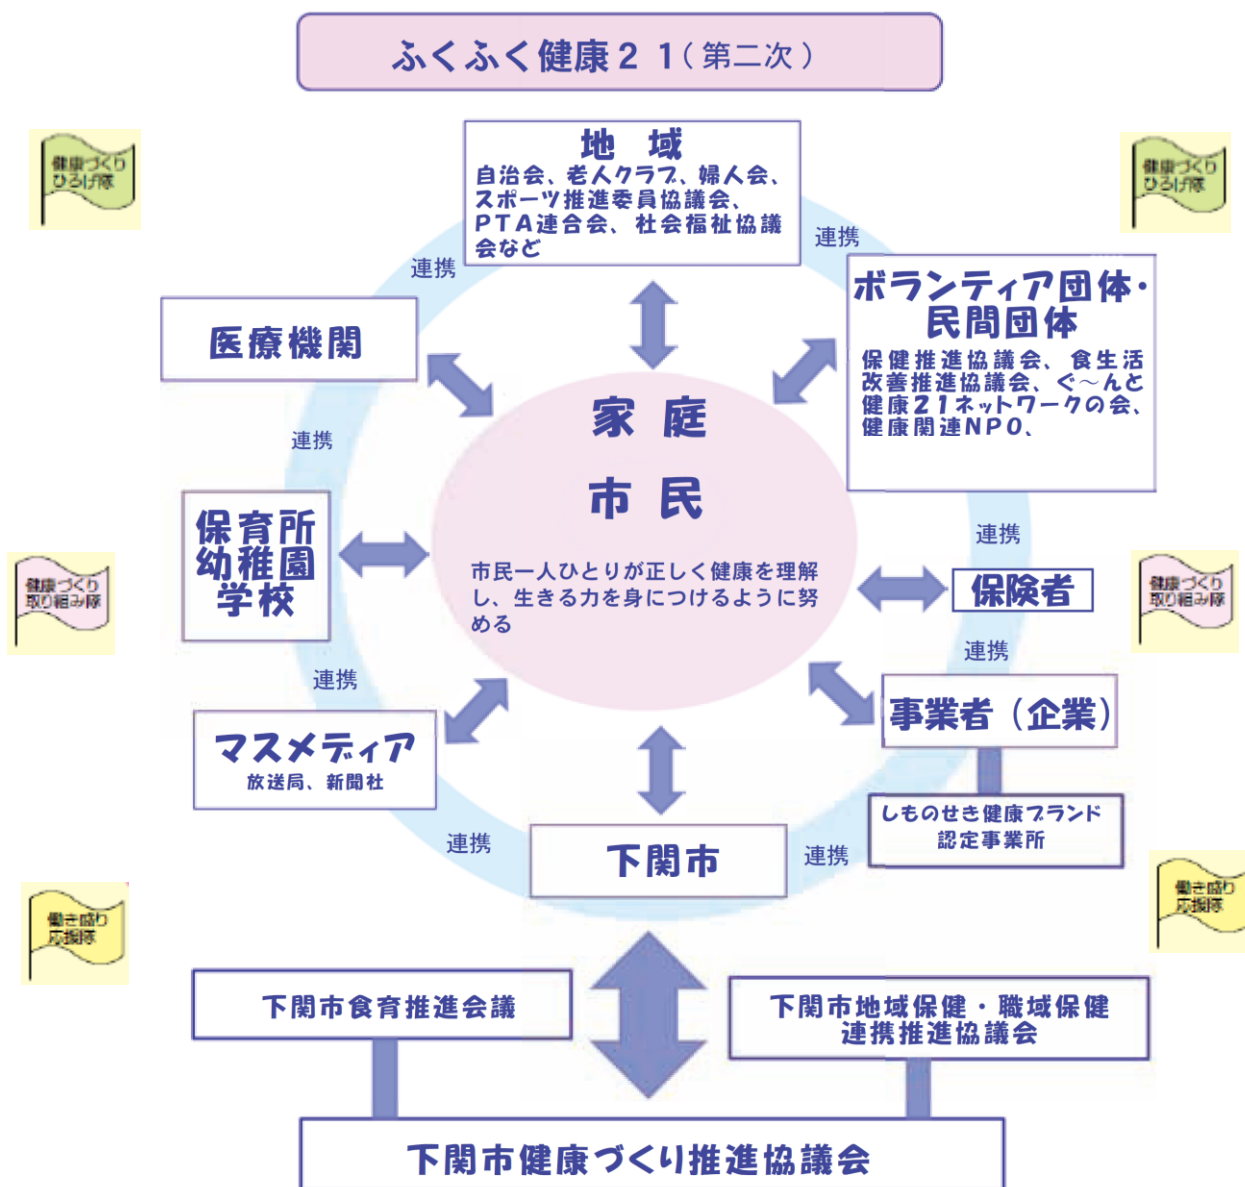 ふくふく健康21(第二次)
健康づくり
ひろげ隊
健康づくり
ひろげ隊
地域
自治会、老人クラブ、婦人会、
スポーツ推進委員協議会、
PTA連合会、社会福祉協議
会など
連携
連携
医療機関
ボランティア団体・
民間団体
保健推進協議会、食生活
改善推進協議会、ぐ～んと
健康21ネットワークの会、
健康関連NPO、
家庭
市民
市民一人ひとりが正しく健康を理解
し、生きる力を身につけるように努
める
連携
連携
保育所
幼稚園
学校
保険者
健康づくり
取り組み隊
健康づくり
取り組み隊
連携
連携
マスメディア
放送局、新聞社
事業者（企業）
しものせき健康ブランド
認定事業所
連携
連携
下関市
働き盛り
応援隊
働き盛り
応援隊
下関市食育推進会議
下関市地域保健・職域保健
連携推進協議会
下関市健康づくり推進協議会